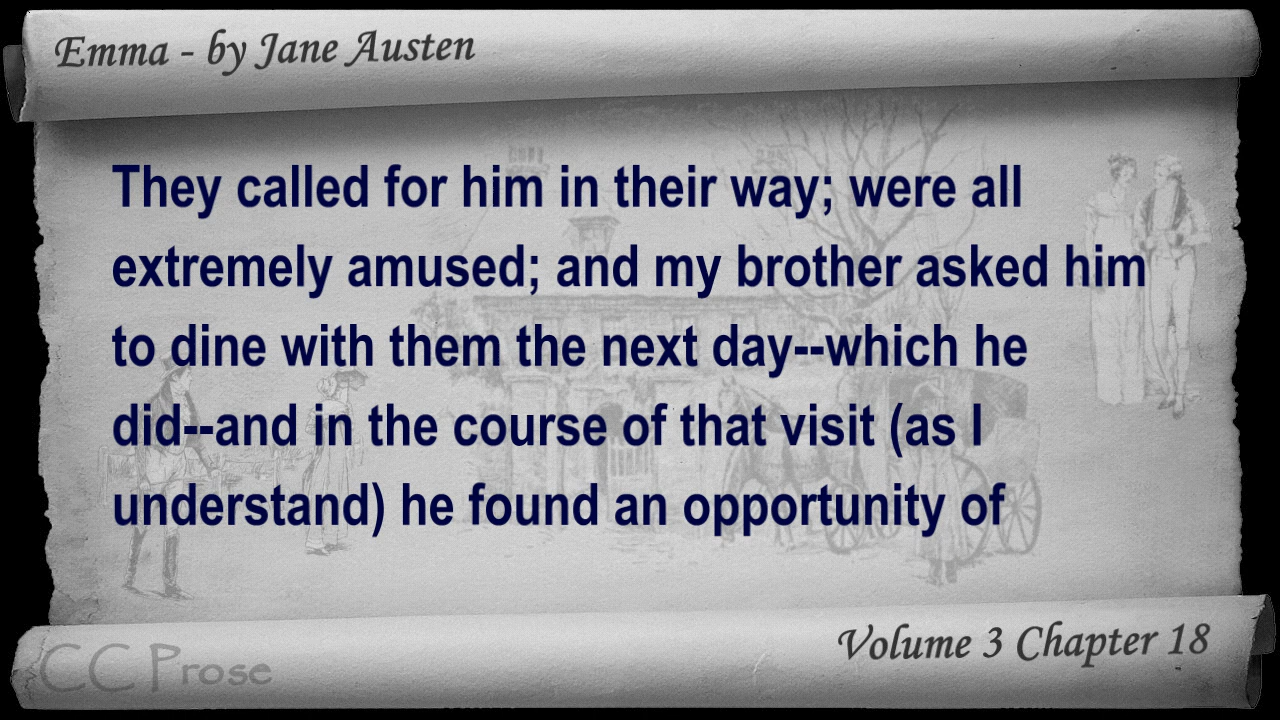 Emma - by Jane Austen
They called for him in their way; were all
extremely amused; and my brother asked him
to dine with them the next day--which he
did--and in the course of that visit (as I
understand) he found an opportunity of
Volume 3 Chapter 18
CC Prose